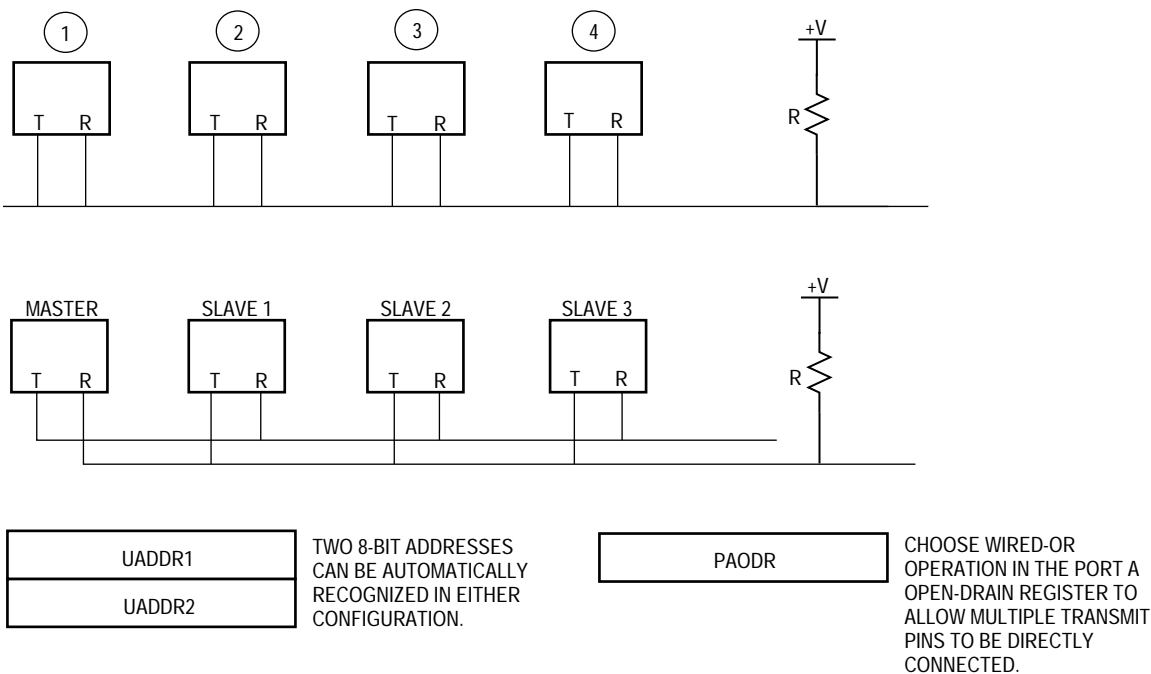 1 2 3 4 +V
T R T R T R T R R
+V
MASTER SLAVE 1 SLAVE 2 SLAVE 3
T R T R T R T R R
UADDR1
UADDR2
TWO 8-BIT ADDRESSES
CAN BE AUTOMATICALLY
RECOGNIZED IN EITHER
CONFIGURATION.
PAODR
CHOOSE WIRED-OR
OPERATION IN THE PORT A
OPEN-DRAIN REGISTER TO
ALLOW MULTIPLE TRANSMIT
PINS TO BE DIRECTLY
CONNECTED.